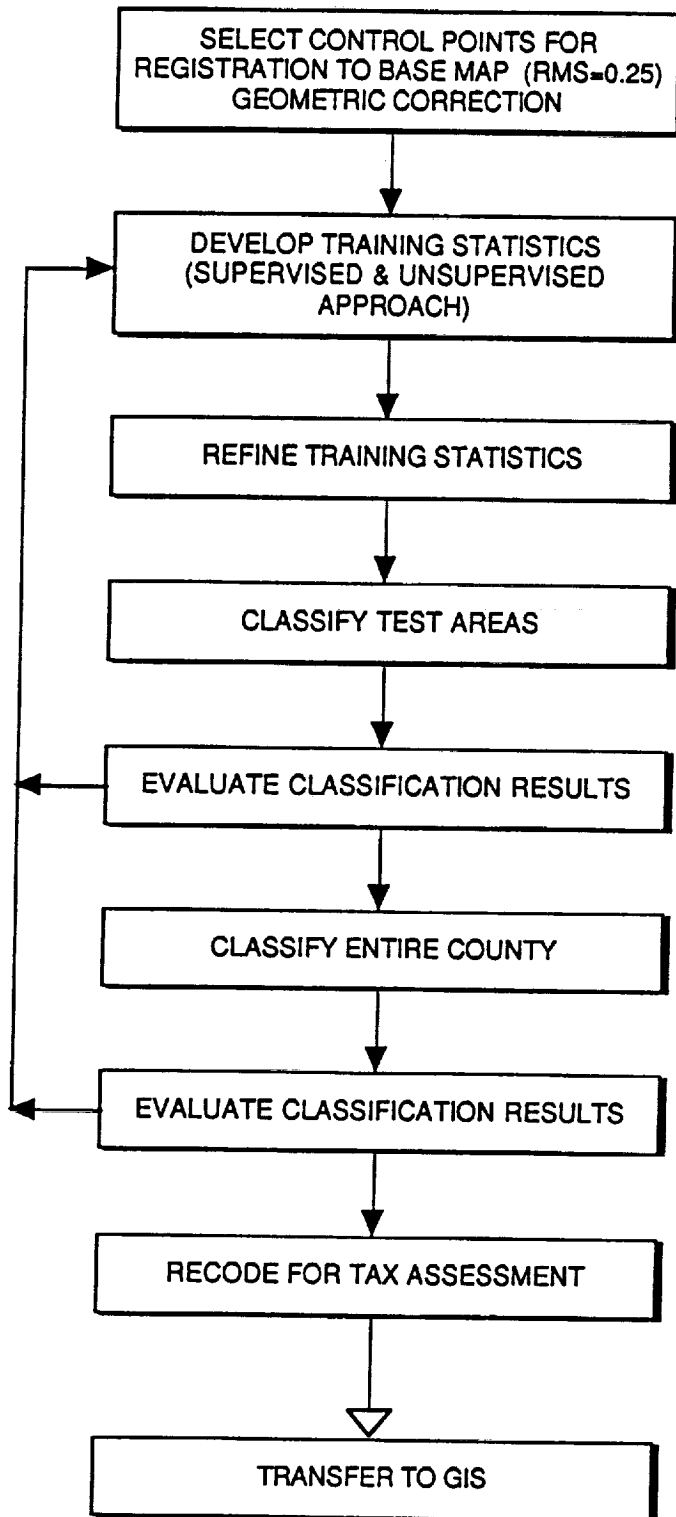 SELECT CONTROL POINTS FOR
REGISTRATION TO BASE MAP (RMS=0.25)
GEOMETRIC CORRECTION
DEVELOP TRAINING STATISTICS
(SUPERVISED & UNSUPERVISED
APPROACH)
REFINE TRAINING STATISTICS
CLASSIFY TEST AREAS
EVALUATE CLASSIFICATION RESULTS
CLASSIFY ENTIRE COUNTY
EVALUATE CLASSIFICATION RESULTS
RECODE FOR TAX ASSESSMENT
TRANSFER TO GIS